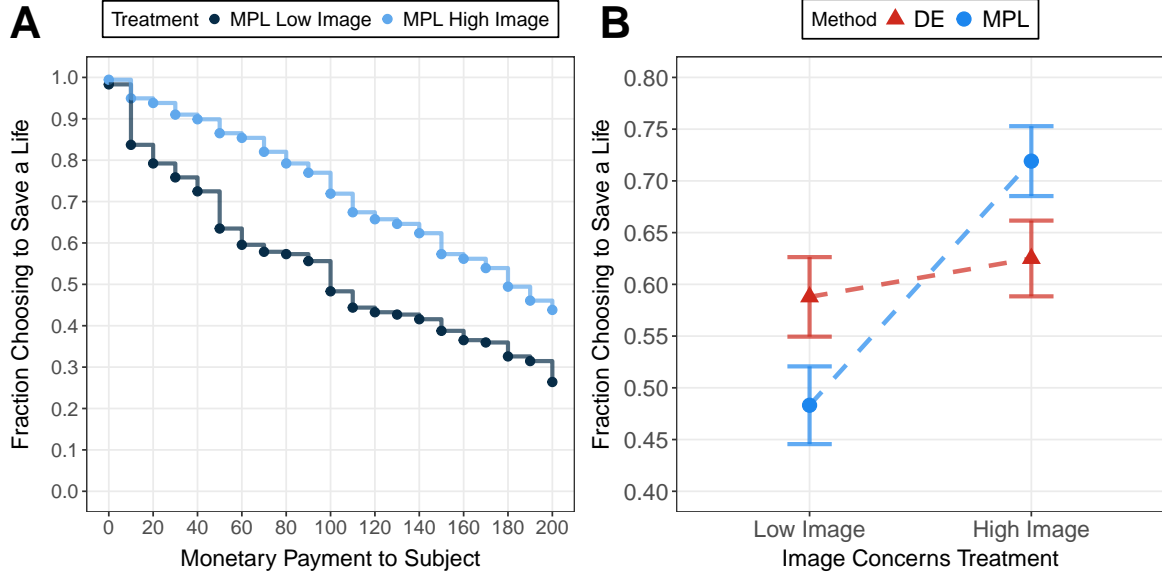 A
Treatment MPL Low Image MPL High Image
Fraction Choosing to Save a Life
1.0
0.9
0.8
0.7
0.6
0.5
0.4
0.3
0.2
0.1
0.0
0 20 40 60 80 100 120 140 160 180 200
Monetary Payment to Subject
B
Method DE MPL
Fraction Choosing to Save a Life
0.80
0.75
0.70
0.65
0.60
0.55
0.50
0.45
0.40
Low Image High Image
Image Concerns Treatment